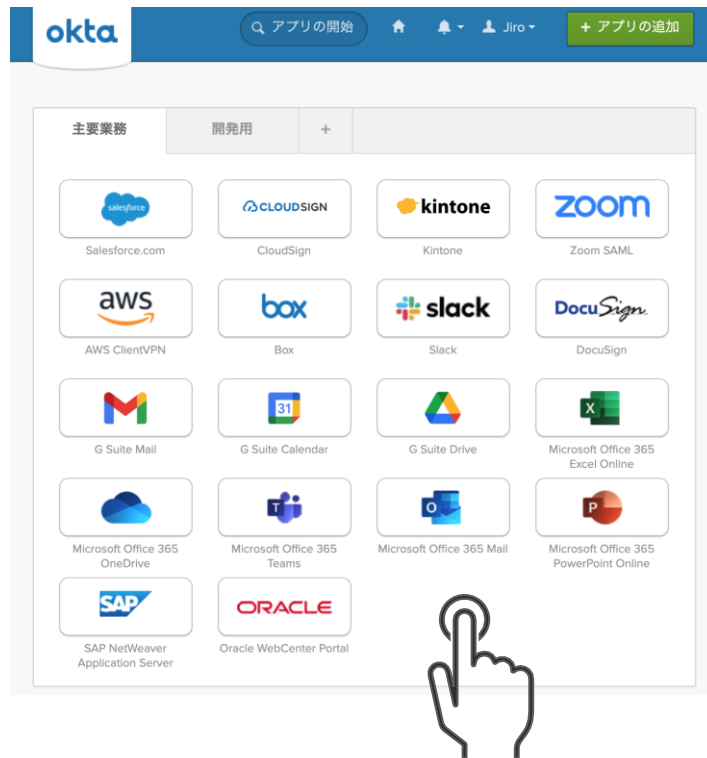 okta
アプリの開始
Jiro
+ アプリの追加
主要業務
開発用
+
salesforce
CLOUDSIGN
kintone
zoom
Salesforce.com
CloudSign
Kintone
Zoom SAML
aws
box
slack
DocuSign
AWS ClientVPN
Box
Slack
DocuSign
31
X
G Suite Mail
G Suite Calendar
G Suite Drive
Microsoft Office 365
Excel Online
T
O
P
Microsoft Office 365
OneDrive
Microsoft Office 365
Teams
Microsoft Office 365 Mail
Microsoft Office 365
PowerPoint Online
SAP
ORACLE
SAP NetWeaver
Application Server
Oracle WebCenter Portal